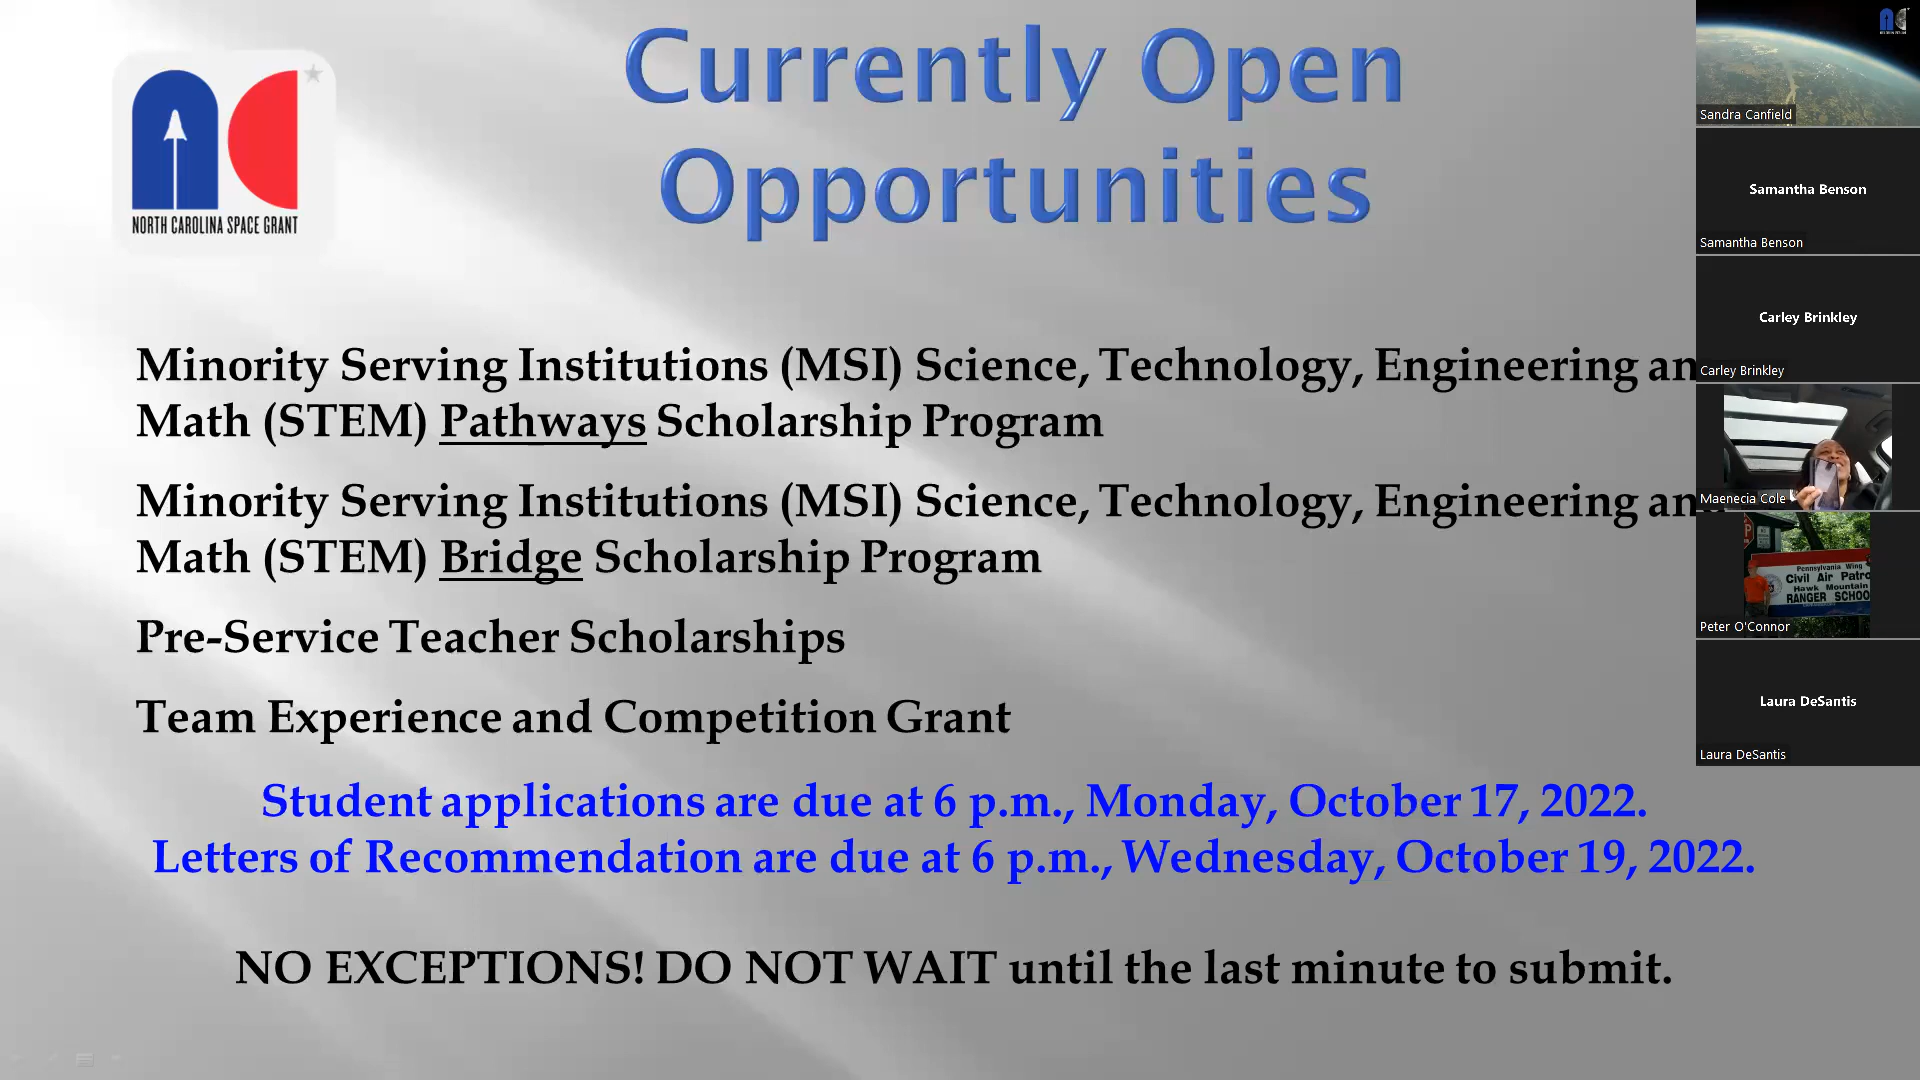 Currently Open
Opportunities
NORTH CAROLINA SPACE GRANT
Minority Serving Institutions (MSI) Science, Technology, Engineering an
Math (STEM) Pathways Scholarship Program
Minority Serving Institutions (MSI) Science, Technology, Engineering and
Math (STEM) Bridge Scholarship Program
Pre-Service Teacher Scholarships
Team Experience and Competition Grant
Student applications are due at 6 p.m., Monday, October 17, 2022.
Letters of Recommendation are due at 6 p.m., Wednesday, October 19, 2022.
NO EXCEPTIONS! DO NOT WAIT until the last minute to submit.
Sandra Canfield
Samantha Benson
Samantha Benson
Carley Brinkley
Carley Brinkley
Maenecia Cole
Pennsylvania Wing
Civil Air Patro
Hawk Mountain
RANGER SCHOO
Peter O'Connor
Laura DeSantis
Laura DeSantis